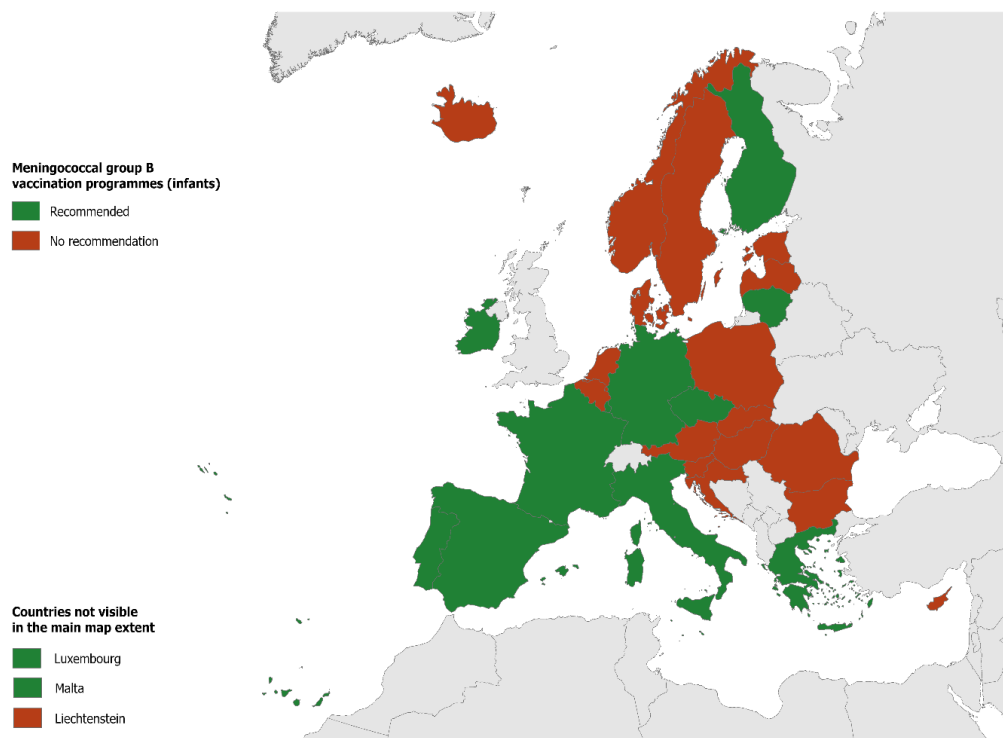 Meningococcal group B
vaccination programmes (infants)
Recommended
No recommendation
Countries not visible
in the main map extent
Luxembourg
Malta
Liechtenstein